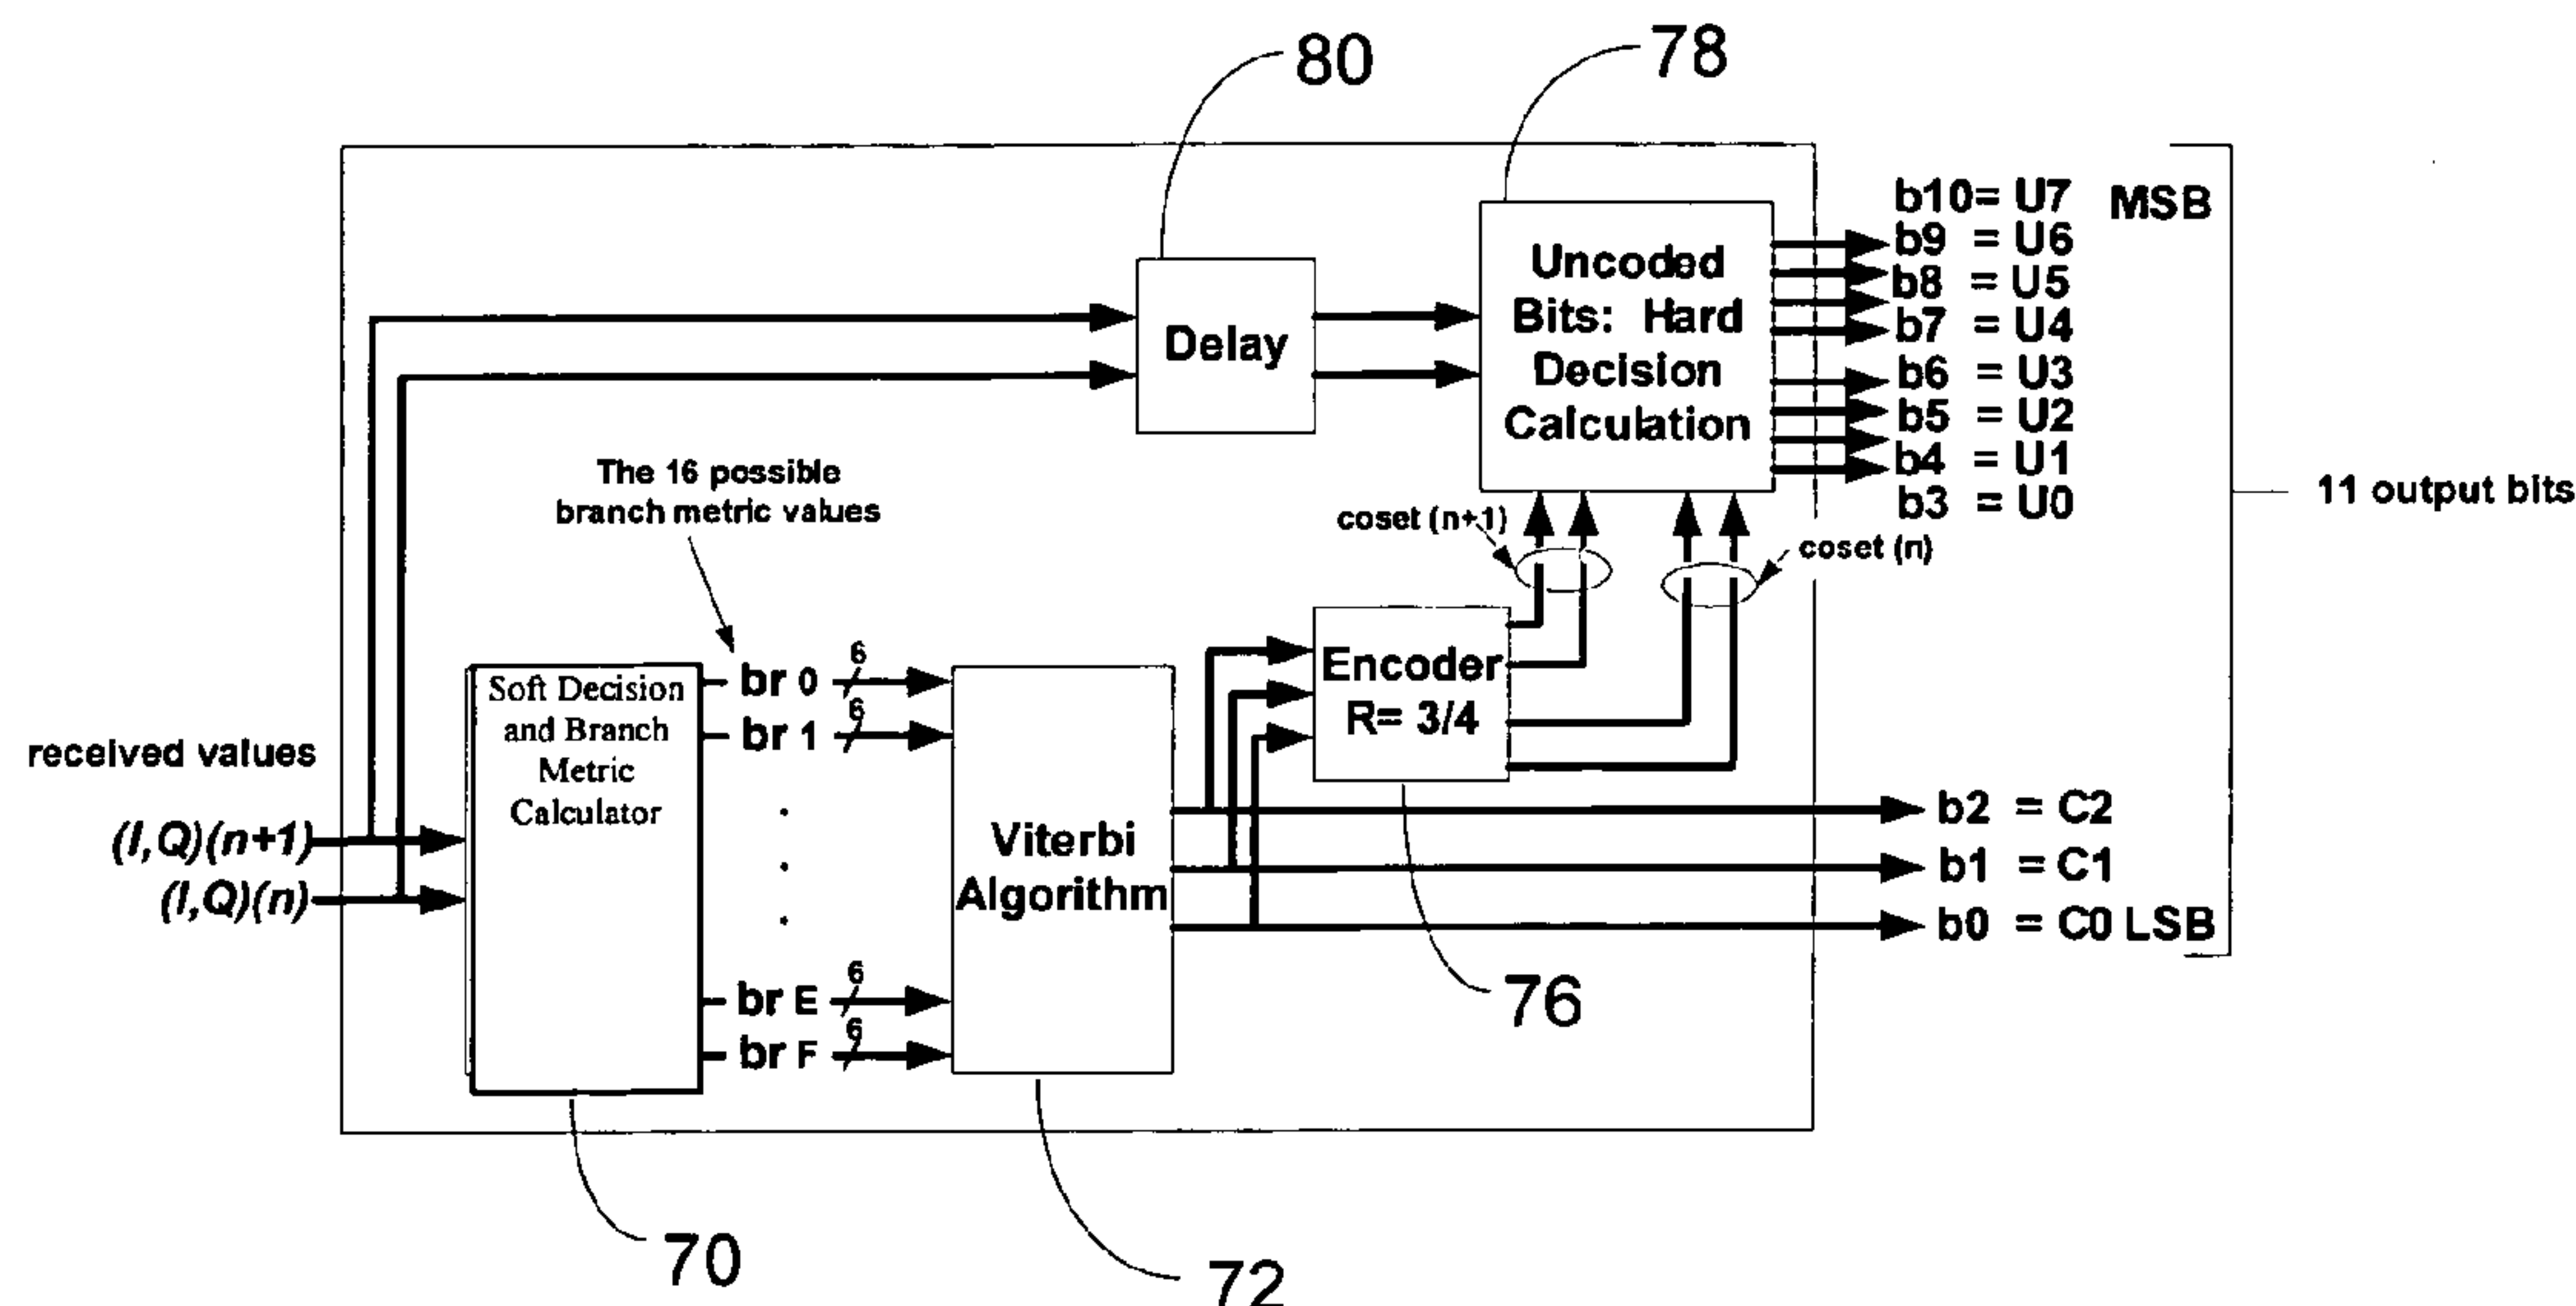 80
78
b10= U7 MSB
b9 = U6
b8 = U5
b7 = U4
b6 = U3
b5 = U2
b4 = U1
b3 = U0
Uncoded
Bits: Hard
Decision
Calculation
Delay
11 output bits
The 16 possible
branch metric values
coset (n+1)
coset (n)
Encoder
R= 3/4
Soft Decision
and Branch
Metric
Calculator
br 0 6
br 1 6
.
.
.
br E 6
br F 6
Viterbi
Algorithm
received values
(I,Q)(n+1)
(I,Q)(n)
b2 = C2
b1 = C1
b0 = C0 LSB
76
70
72